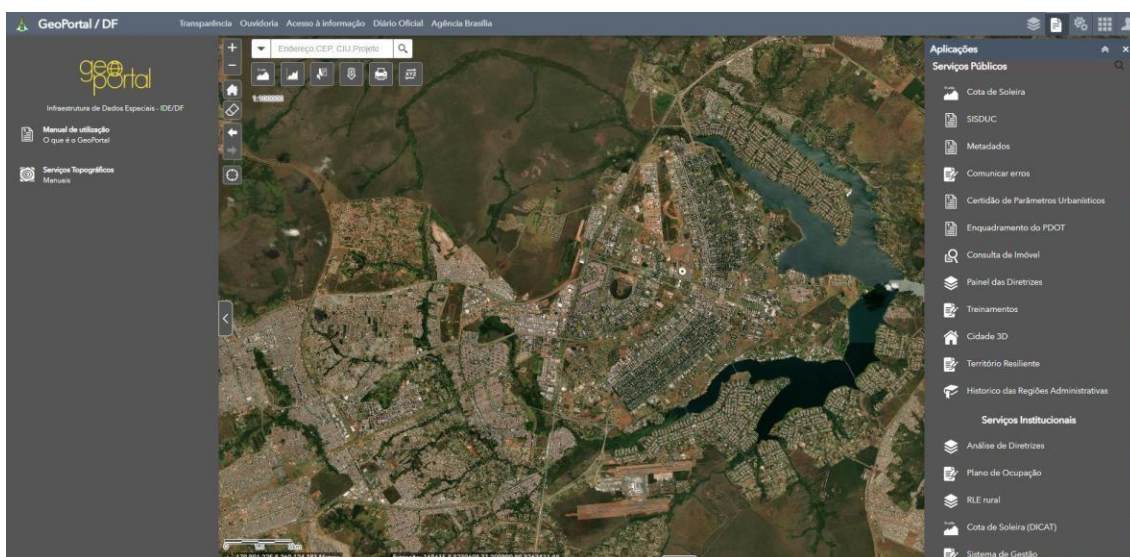 GeoPortal / DF
Transparência Ouvidoria Acesso à informação Diário Oficial Agência Brasília
geo
portal
Infraestrutura de Dados Especiais - IDE/DF
Manual de utilização
O que é o GeoPortal
Serviços Topográficos
Manuais
Endereço,CEP, CIU,Projeto
Aplicações
Serviços Públicos
Cota de Soleira
SISDUC
Metadados
Comunicar erros
Certidão de Parâmetros Urbanísticos
Enquadramento do PDOT
Consulta de Imóvel
Painel das Diretrizes
Treinamentos
Cidade 3D
Território Resiliente
Historico das Regiões Administrativas
Serviços Institucionais
Análise de Diretrizes
Plano de Ocupação
RLE rural
Cota de Soleira (DICAT)
Sistema de Gestão